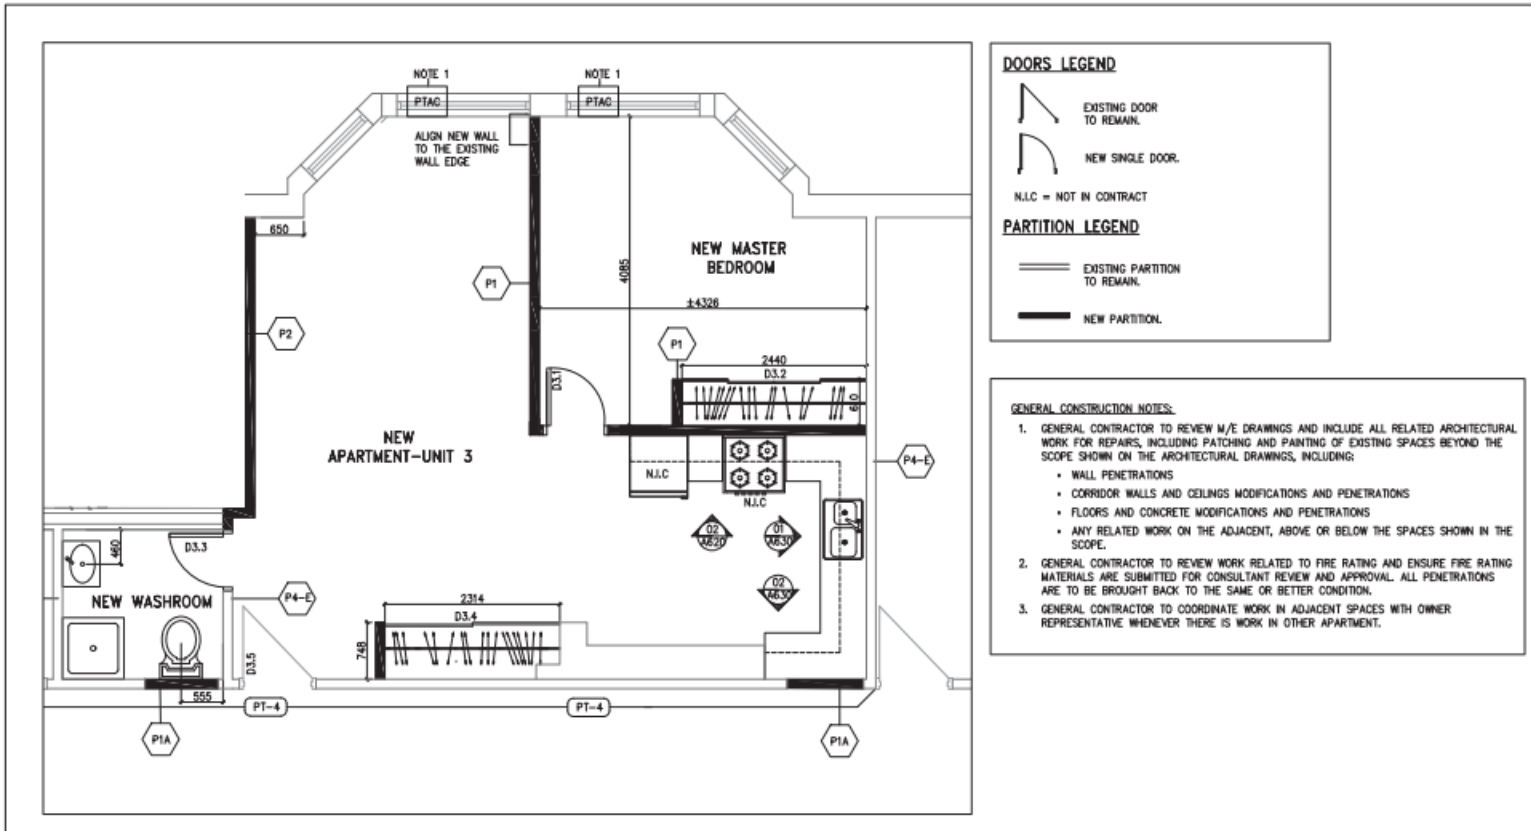 NOTE 1
NOTE 1
PTAC
PTAC
ALIGN NEW WALL
TO THE EXISTING
WALL EDGE
650
P1
P2
4085
NEW MASTER
BEDROOM
±4326
P1
2440
D3.2
610
D3.1
NEW
APARTMENT-UNIT 3
N.I.C
N.I.C
P4-E
02
A620
01
A630
02
A630
460
D3.3
NEW WASHROOM
P4-E
2314
D3.4
748
D3.5
555
PT-4
PT-4
P1A
P1A
DOORS LEGEND
EXISTING DOOR
TO REMAIN.
NEW SINGLE DOOR.
N.I.C = NOT IN CONTRACT
PARTITION LEGEND
EXISTING PARTITION
TO REMAIN.
NEW PARTITION.
GENERAL CONSTRUCTION NOTES:
1. GENERAL CONTRACTOR TO REVIEW M/E DRAWINGS AND INCLUDE ALL RELATED ARCHITECTURAL
WORK FOR REPAIRS, INCLUDING PATCHING AND PAINTING OF EXISTING SPACES BEYOND THE
SCOPE SHOWN ON THE ARCHITECTURAL DRAWINGS, INCLUDING:
• WALL PENETRATIONS
• CORRIDOR WALLS AND CEILINGS MODIFICATIONS AND PENETRATIONS
• FLOORS AND CONCRETE MODIFICATIONS AND PENETRATIONS
• ANY RELATED WORK ON THE ADJACENT, ABOVE OR BELOW THE SPACES SHOWN IN THE
SCOPE.
2. GENERAL CONTRACTOR TO REVIEW WORK RELATED TO FIRE RATING AND ENSURE FIRE RATING
MATERIALS ARE SUBMITTED FOR CONSULTANT REVIEW AND APPROVAL. ALL PENETRATIONS
ARE TO BE BROUGHT BACK TO THE SAME OR BETTER CONDITION.
3. GENERAL CONTRACTOR TO COORDINATE WORK IN ADJACENT SPACES WITH OWNER
REPRESENTATIVE WHENEVER THERE IS WORK IN OTHER APARTMENT.